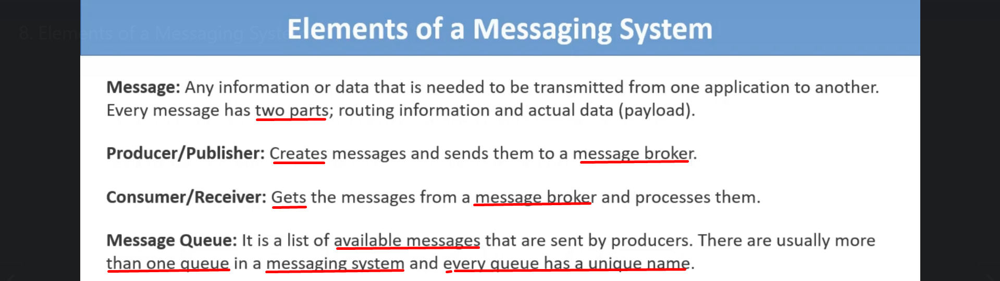 8. Elements of a Messaging Syste
Elements of a Messaging System
Message: Any information or data that is needed to be transmitted from one application to another.
Every message has two parts; routing information and actual data (payload).
Producer/Publisher: Creates messages and sends them to a message broker.
Consumer/Receiver: Gets the messages from a message broker and processes them.
Message Queue: It is a list of available messages that are sent by producers. There are usually more
than one queue in a messaging system and every queue has a unique name.